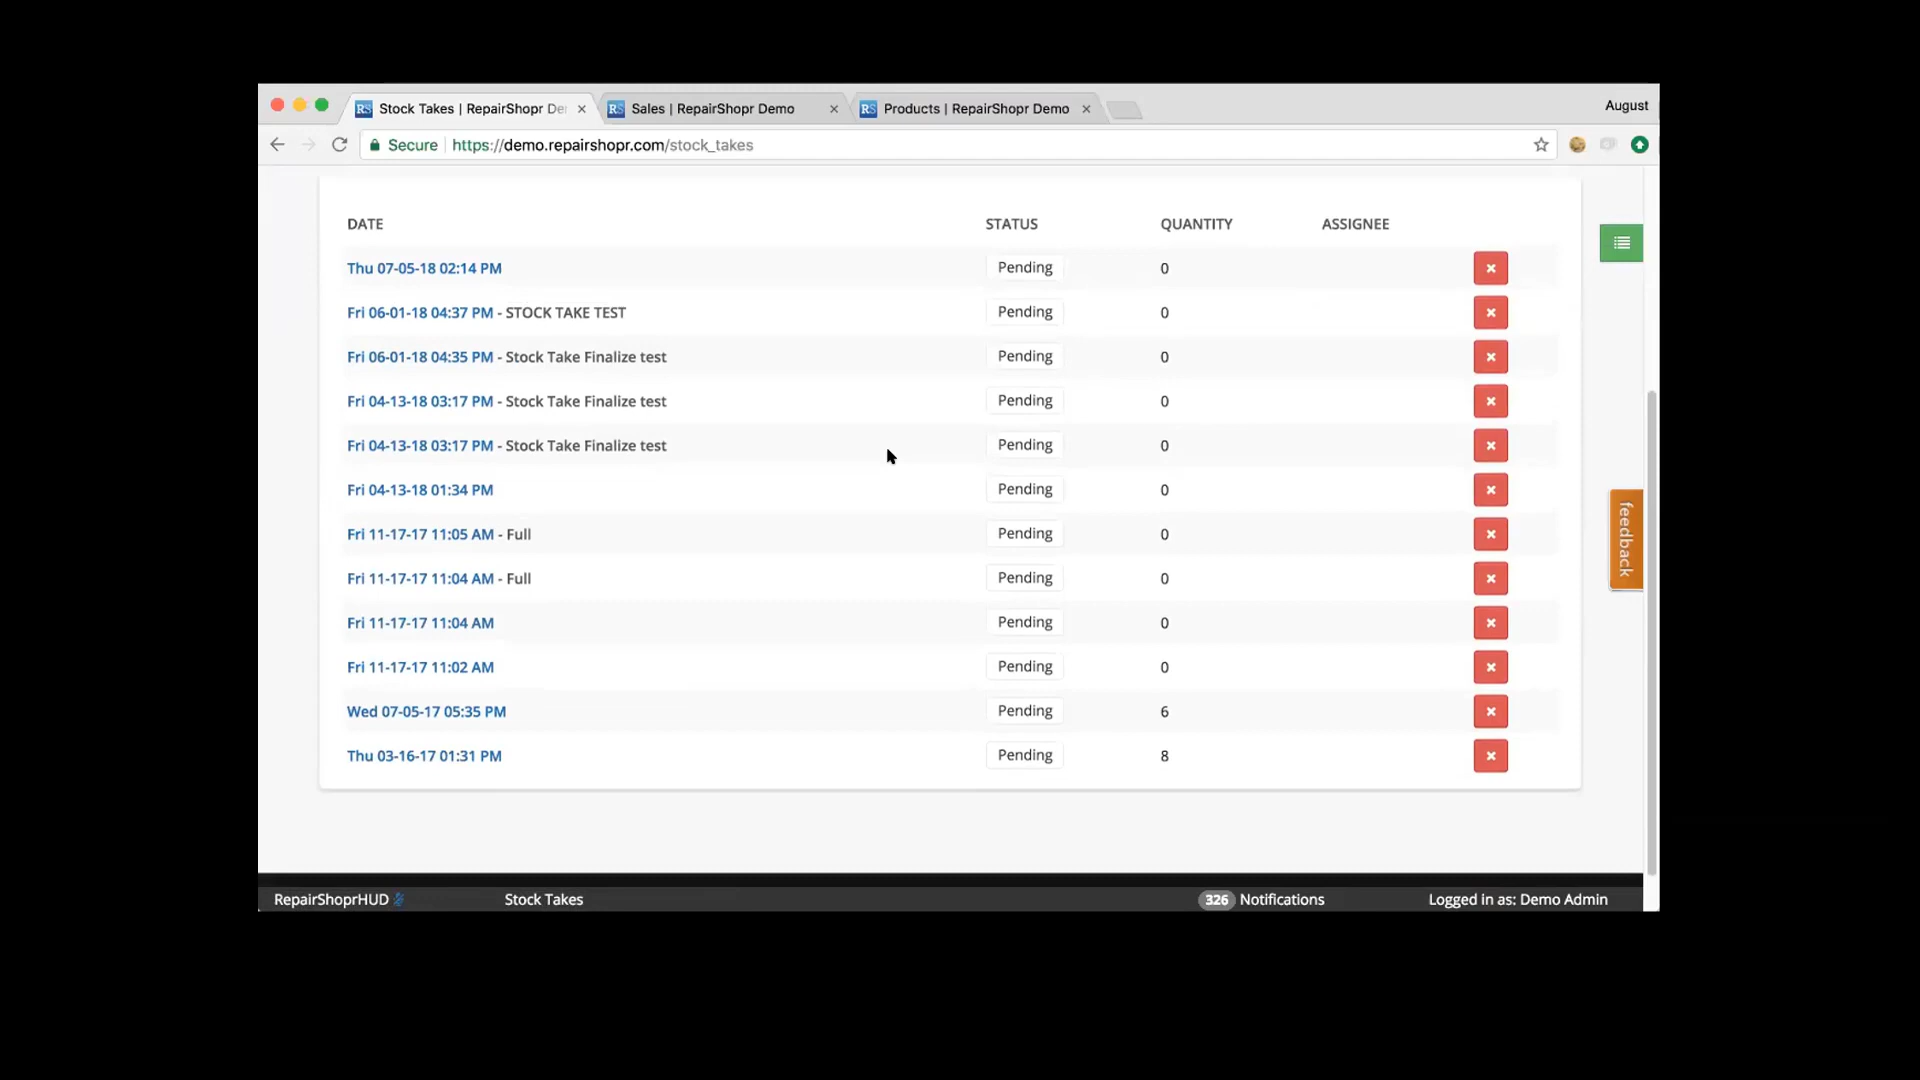 Stock Takes | RepairShopr De
Sales | RepairShopr Demo
Products | RepairShopr Demo
August
Secure
https://demo.repairshopr.com/stock_takes
DATE STATUS QUANTITY ASSIGNEE
Thu 07-05-18 02:14 PM Pending 0
Fri 06-01-18 04:37 PM - STOCK TAKE TEST Pending 0
Fri 06-01-18 04:35 PM - Stock Take Finalize test Pending 0
Fri 04-13-18 03:17 PM - Stock Take Finalize test Pending 0
Fri 04-13-18 03:17 PM - Stock Take Finalize test Pending 0
Fri 04-13-18 01:34 PM Pending 0
Fri 11-17-17 11:05 AM - Full Pending 0
Fri 11-17-17 11:04 AM - Full Pending 0
Fri 11-17-17 11:04 AM Pending 0
Fri 11-17-17 11:02 AM Pending 0
Wed 07-05-17 05:35 PM Pending 6
Thu 03-16-17 01:31 PM Pending 8
feedback
RepairShoprHUD Stock Takes 326 Notifications Logged in as: Demo Admin